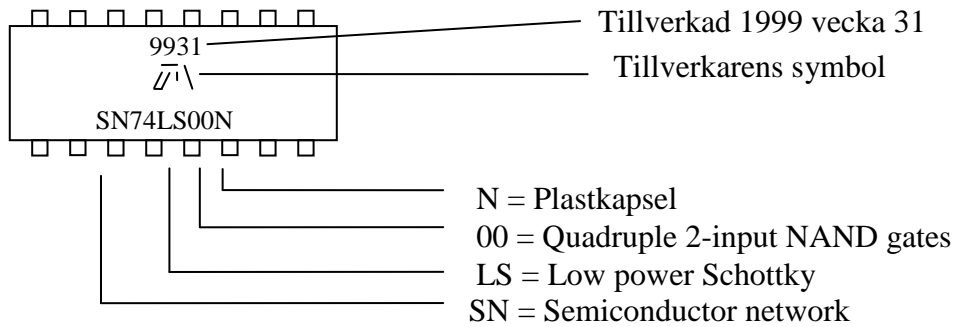 9931
Tillverkad 1999 vecka 31
Tillverkarens symbol
SN74LS00N
N = Plastkapsel
00 = Quadruple 2-input NAND gates
LS = Low power Schottky
SN = Semiconductor network